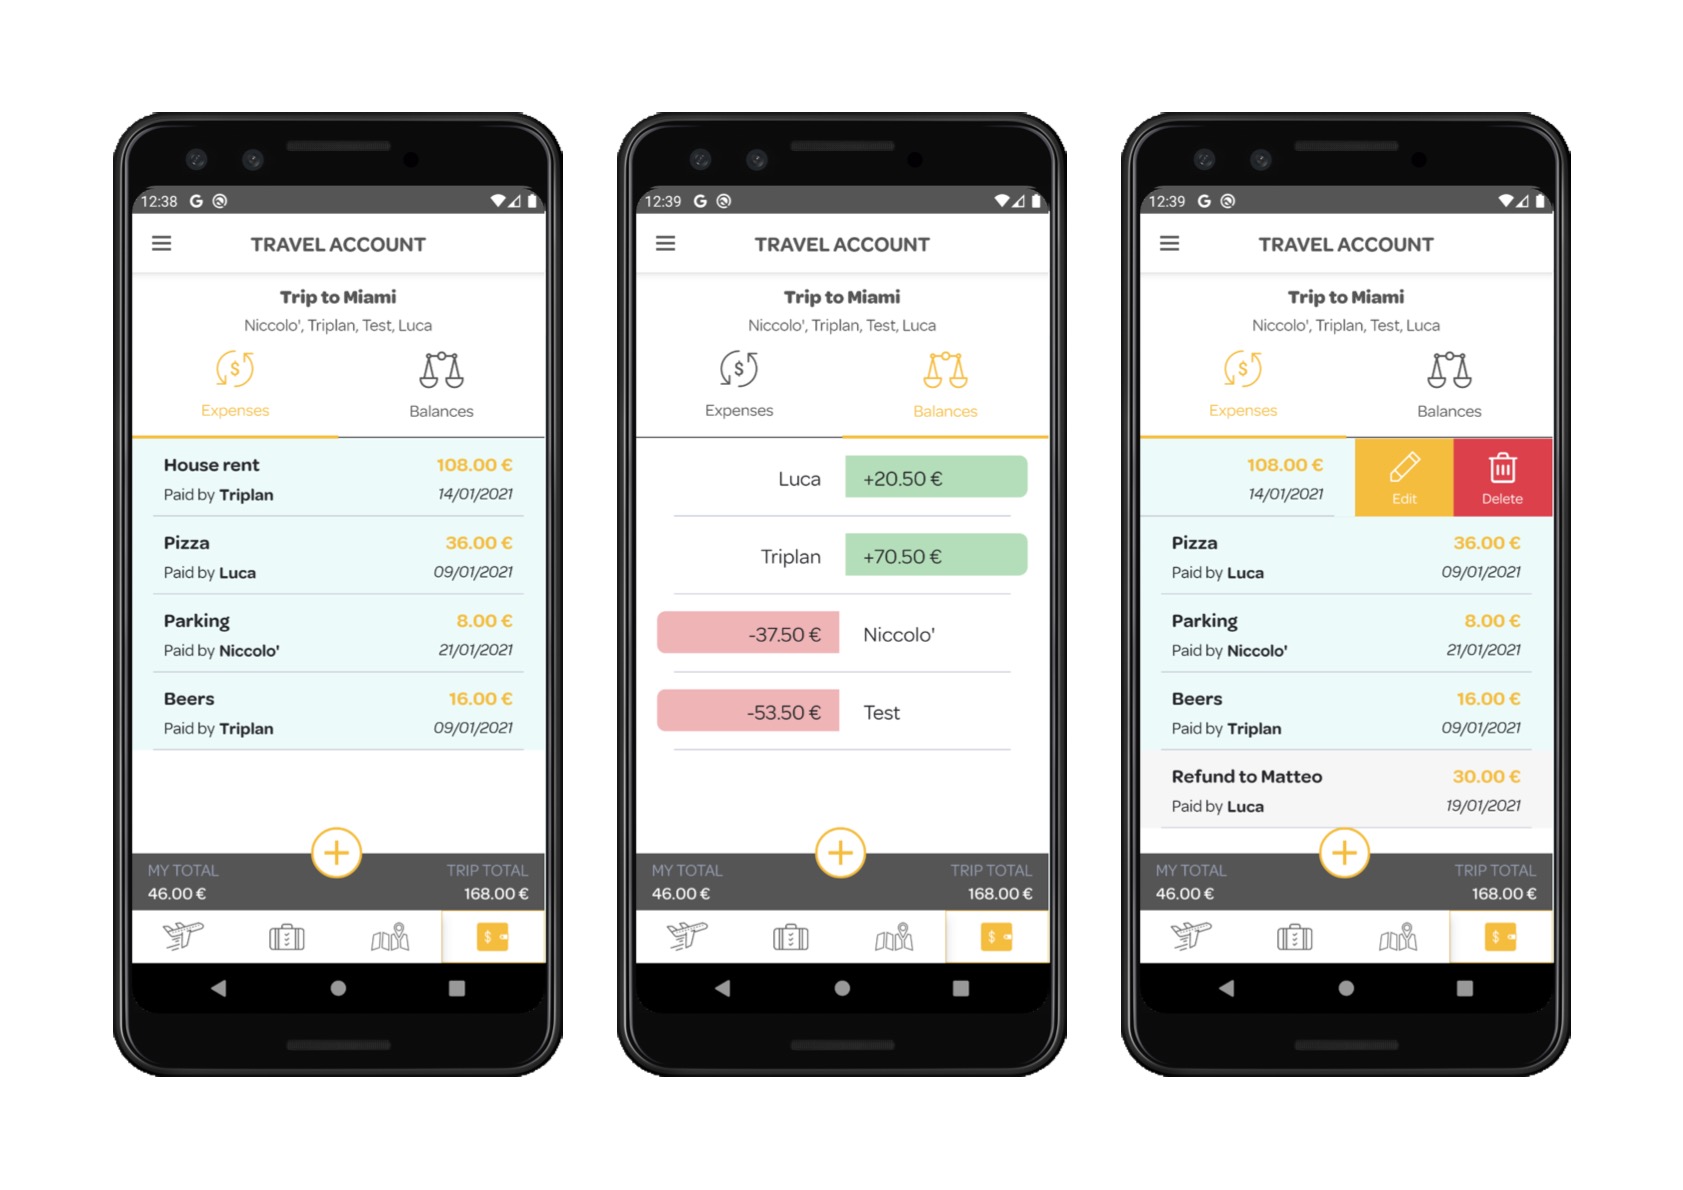 12:38 G
TRAVEL ACCOUNT
Trip to Miami
Niccolo', Triplan, Test, Luca
$
Expenses Balances
House rent 108.00 €
Paid by Triplan 14/01/2021
Pizza 36.00 €
Paid by Luca 09/01/2021
Parking 8.00 €
Paid by Niccolo' 21/01/2021
Beers 16.00 €
Paid by Triplan 09/01/2021
MY TOTAL TRIP TOTAL
46.00 € 168.00 €
$
12:39 G
TRAVEL ACCOUNT
Trip to Miami
Niccolo', Triplan, Test, Luca
$
Expenses Balances
Luca +20.50 €
Triplan +70.50 €
-37.50 € Niccolo'
-53.50 € Test
MY TOTAL TRIP TOTAL
46.00 € 168.00 €
$
12:39 G
TRAVEL ACCOUNT
Trip to Miami
Niccolo', Triplan, Test, Luca
$
Expenses Balances
108.00 €
14/01/2021
Edit Delete
Pizza 36.00 €
Paid by Luca 09/01/2021
Parking 8.00 €
Paid by Niccolo' 21/01/2021
Beers 16.00 €
Paid by Triplan 09/01/2021
Refund to Matteo 30.00 €
Paid by Luca 19/01/2021
MY TOTAL TRIP TOTAL
46.00 € 168.00 €
$